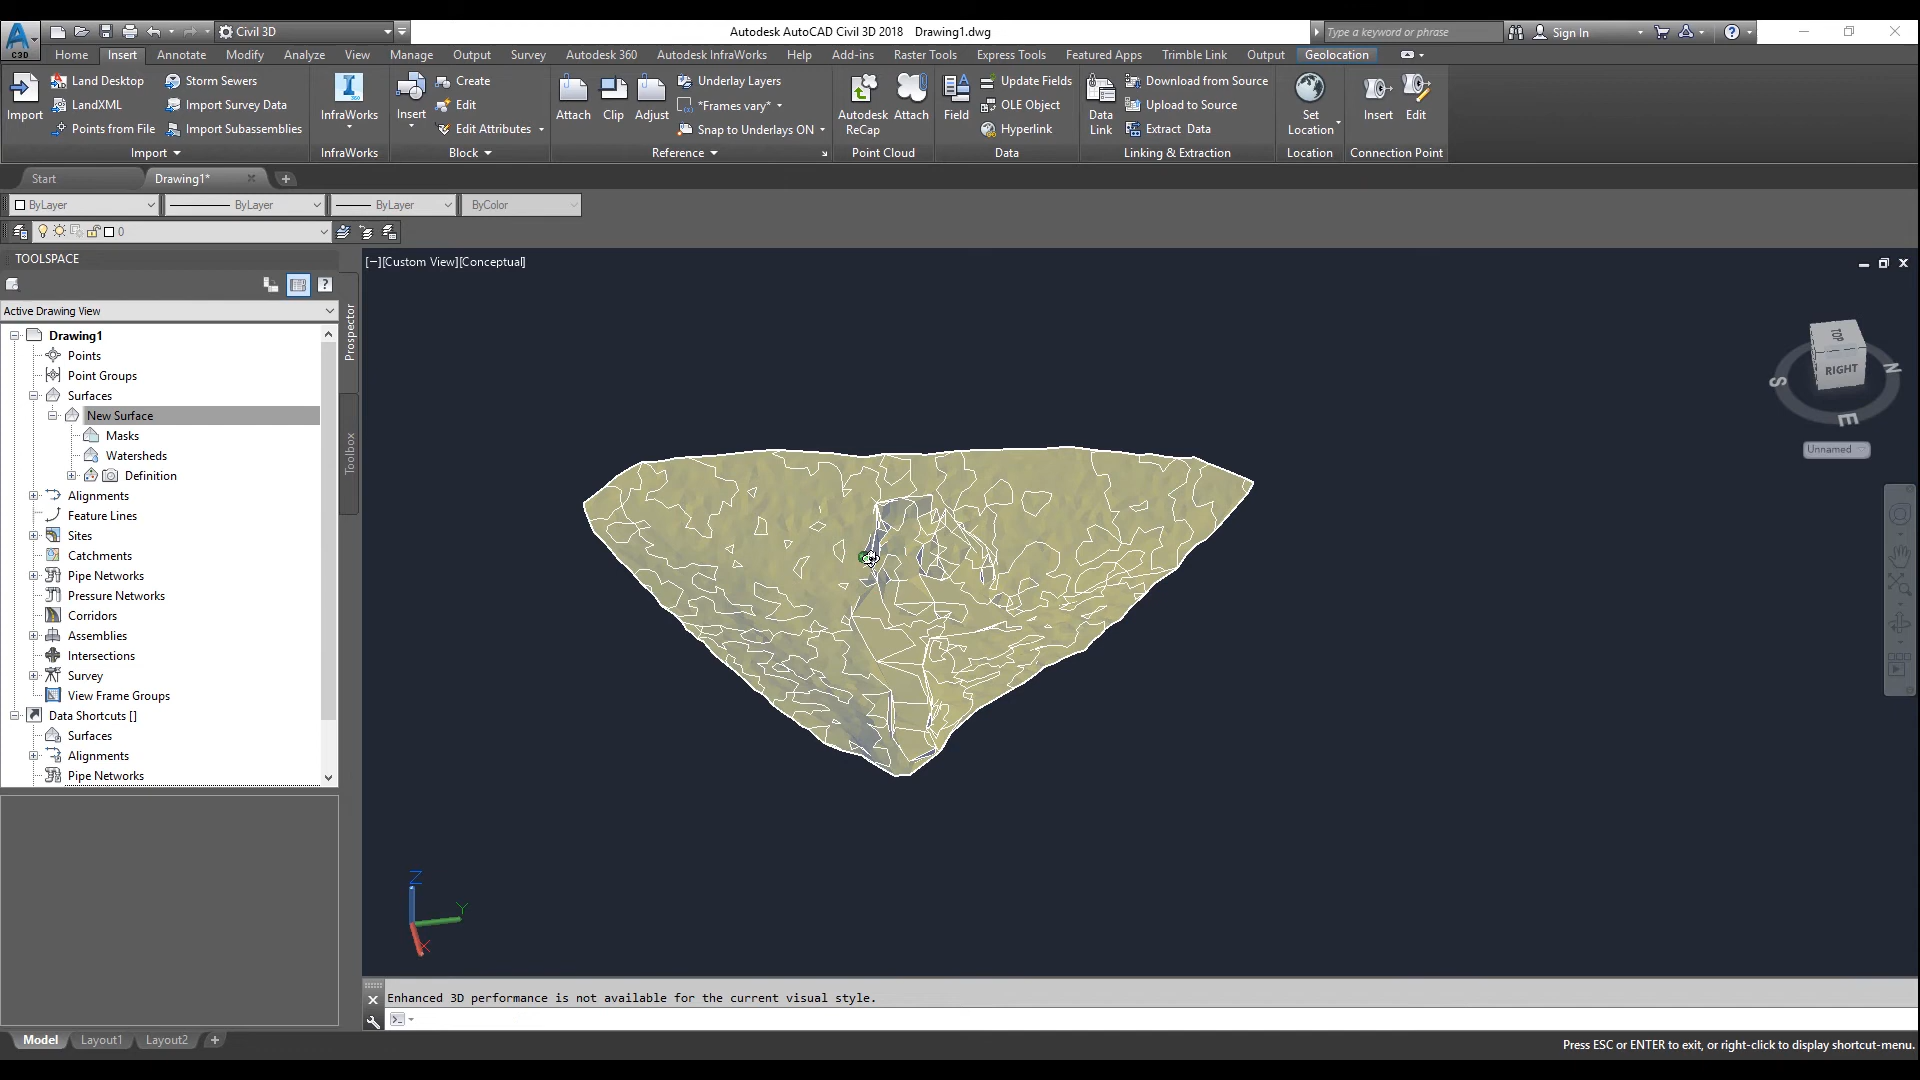 C3D
Civil 3D
Autodesk AutoCAD Civil 3D 2018 Drawing1.dwg
Type a keyword or phrase
Sign In
Home Insert Annotate Modify Analyze View Manage Output Survey Autodesk 360 Autodesk InfraWorks Help Add-ins Raster Tools Express Tools Featured Apps Trimble Link Output Geolocation
Import
Land Desktop
LandXML
Points from File
Storm Sewers
Import Survey Data
Import Subassemblies
Import
InfraWorks
InfraWorks
Insert
Create
Edit
Edit Attributes
Block
Attach
Clip
Adjust
Underlay Layers
*Frames vary*
Snap to Underlays ON
Reference
Autodesk
ReCap
Attach
Point Cloud
Field
Update Fields
OLE Object
Hyperlink
Data
Data
Link
Download from Source
Upload to Source
Extract Data
Linking & Extraction
Set
Location
Location
Insert
Edit
Connection Point
Start
Drawing1*
ByLayer
ByLayer
ByLayer
ByColor
0
TOOLSPACE
Active Drawing View
Drawing1
Points
Point Groups
Surfaces
New Surface
Masks
Watersheds
Definition
Alignments
Feature Lines
Sites
Catchments
Pipe Networks
Pressure Networks
Corridors
Assemblies
Intersections
Survey
View Frame Groups
Data Shortcuts []
Surfaces
Alignments
Pipe Networks
Prospector
Toolbox
[−][Custom View][Conceptual]
TOP
RIGHT
S
N
E
Unnamed
Z
Y
X
Enhanced 3D performance is not available for the current visual style.
Model
Layout1
Layout2
Press ESC or ENTER to exit, or right-click to display shortcut-menu.